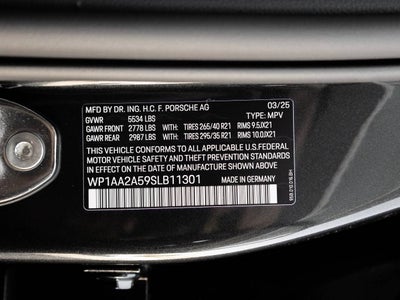 MFD BY DR. ING. H.C. F. PORSCHE AG 03/25
GVWR 5534 LBS TYPE: MPV
GAWR FRONT 2778 LBS WITH: TIRES 265/40 R21 RIMS 9.5JX21
GAWR REAR 2987 LBS WITH: TIRES 295/35 R21 RIMS 10.0JX21
THIS VEHICLE CONFORMS TO ALL APPLICABLE U.S. FEDERAL
MOTOR VEHICLE SAFETY AND THEFT PREVENTION STANDARDS
IN EFFECT ON THE DATE OF MANUFACTURE SHOWN ABOVE.
WP1AA2A59SLB11301 MADE IN GERMANY